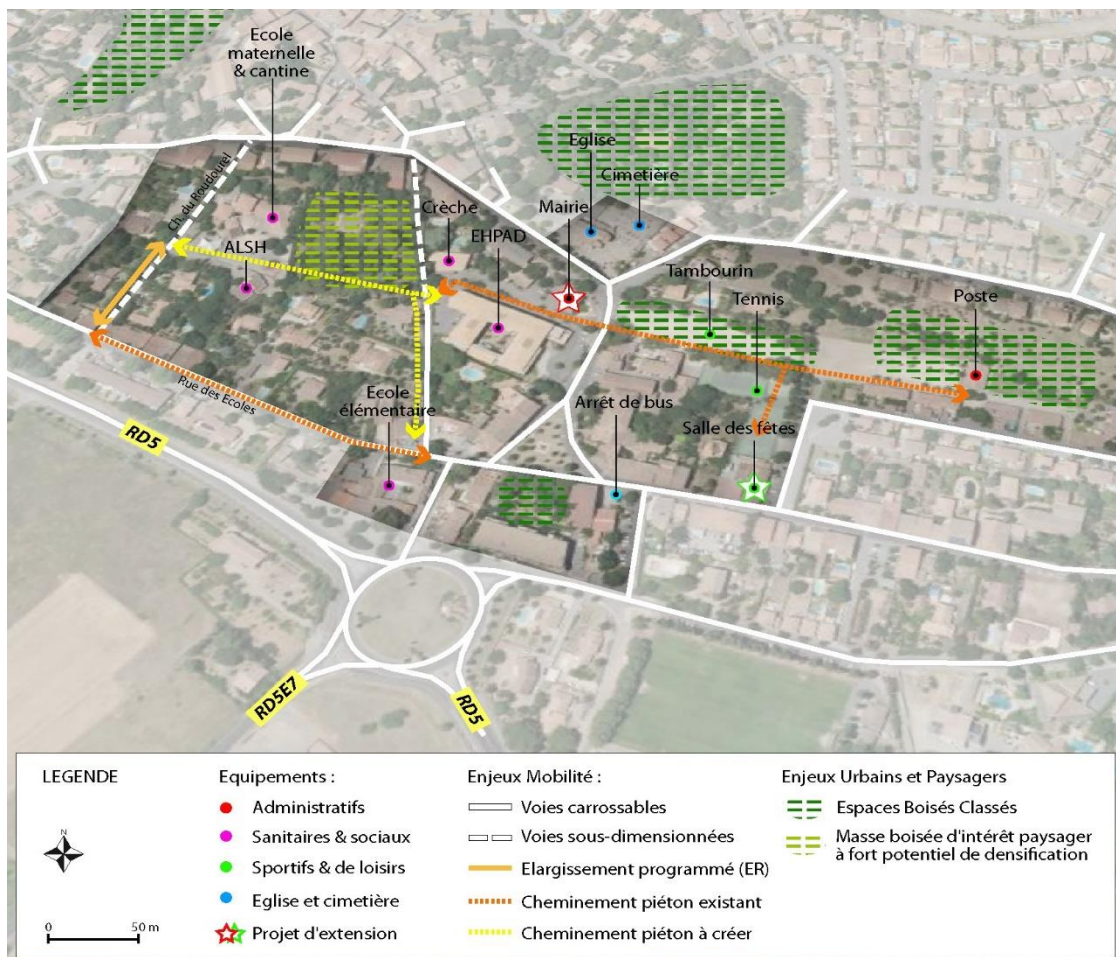 Ecole
maternelle
& cantine
Eglise
Cimetière
Ch. du Roudourel
Crèche
Mairie
EHPAD
ALSH
Tambourin
Tennis
Poste
Rue des Ecoles
Ecole
élémentaire
Arrêt de bus
Salle des fêtes
RD5
RD5E7
RD5
LEGENDE
N
0 50 m
Equipements :
Administratifs
Sanitaires & sociaux
Sportifs & de loisirs
Eglise et cimetière
Projet d'extension
Enjeux Mobilité :
Voies carrossables
Voies sous-dimensionnées
Elargissement programmé (ER)
Cheminement piéton existant
Cheminement piéton à créer
Enjeux Urbains et Paysagers
Espaces Boisés Classés
Masse boisée d'intérêt paysager
à fort potentiel de densification